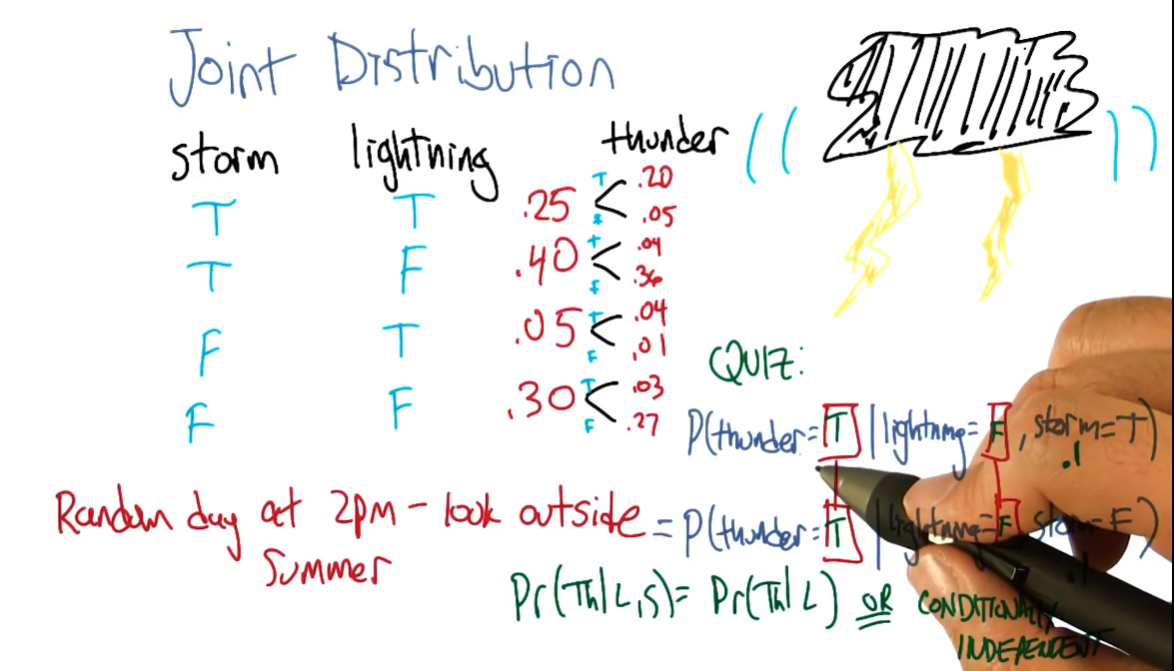 Joint Distribution
storm lightning thunder
T T .25 T .20
F .05
T F .40 T .04
F .36
F T .05 T .04
F .01
F F .30 T .03
F .27
QUIZ:
P(thunder=T|lightning=F, storm=T)
.1
Random day at 2pm - look outside
Summer
=P(thunder=T|lightning=F storm=F)
.1
Pr(Th|L,S)= Pr(Th|L) OR CONDITIONALLY
INDEPENDENT